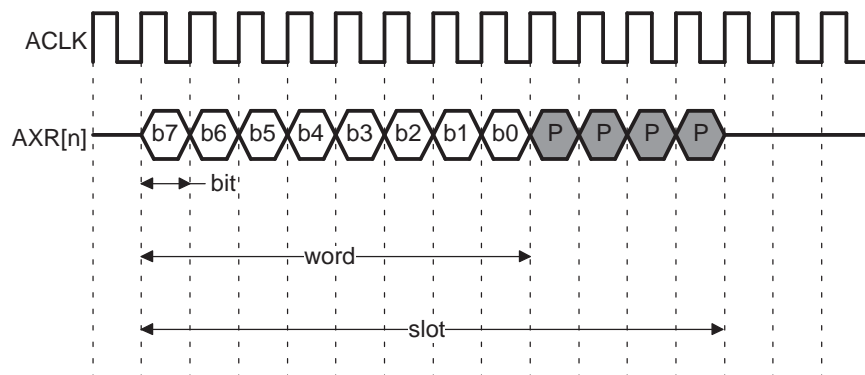 ACLK
AXR[n] b7 b6 b5 b4 b3 b2 b1 b0 P P P P
bit
word
slot